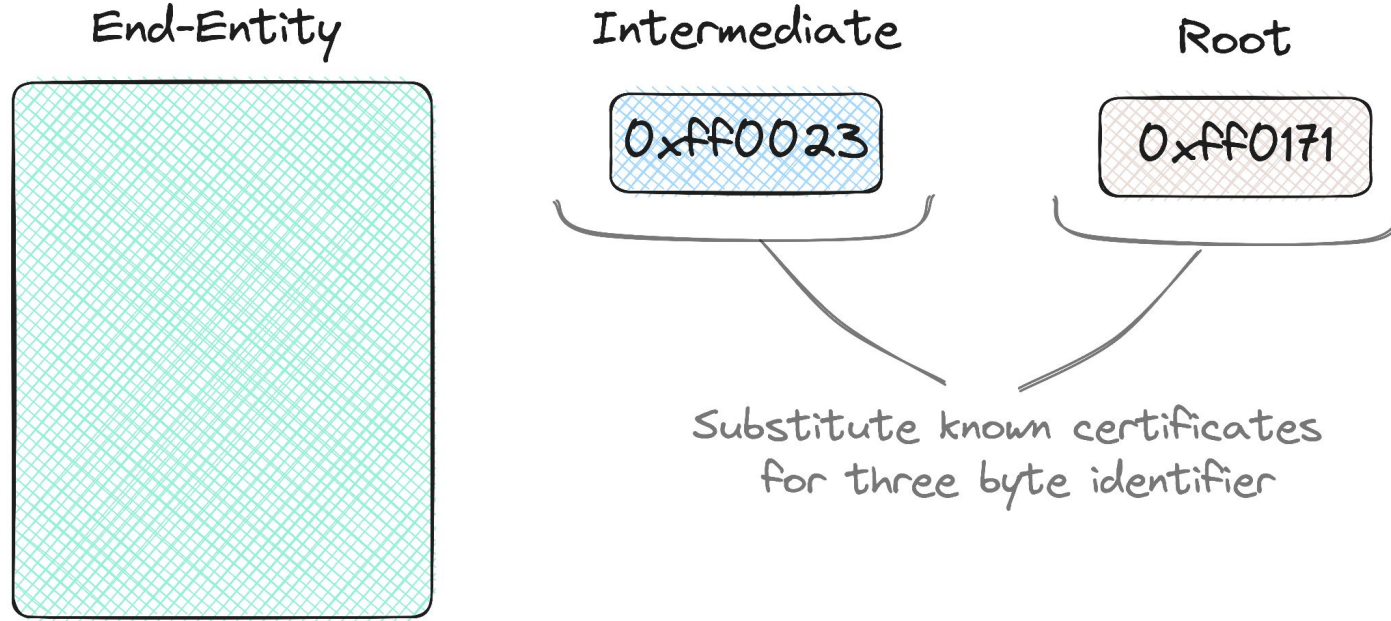 End-Entity
Intermediate
Root
0xff0023
0xff0171
Substitute known certificates
for three byte identifier